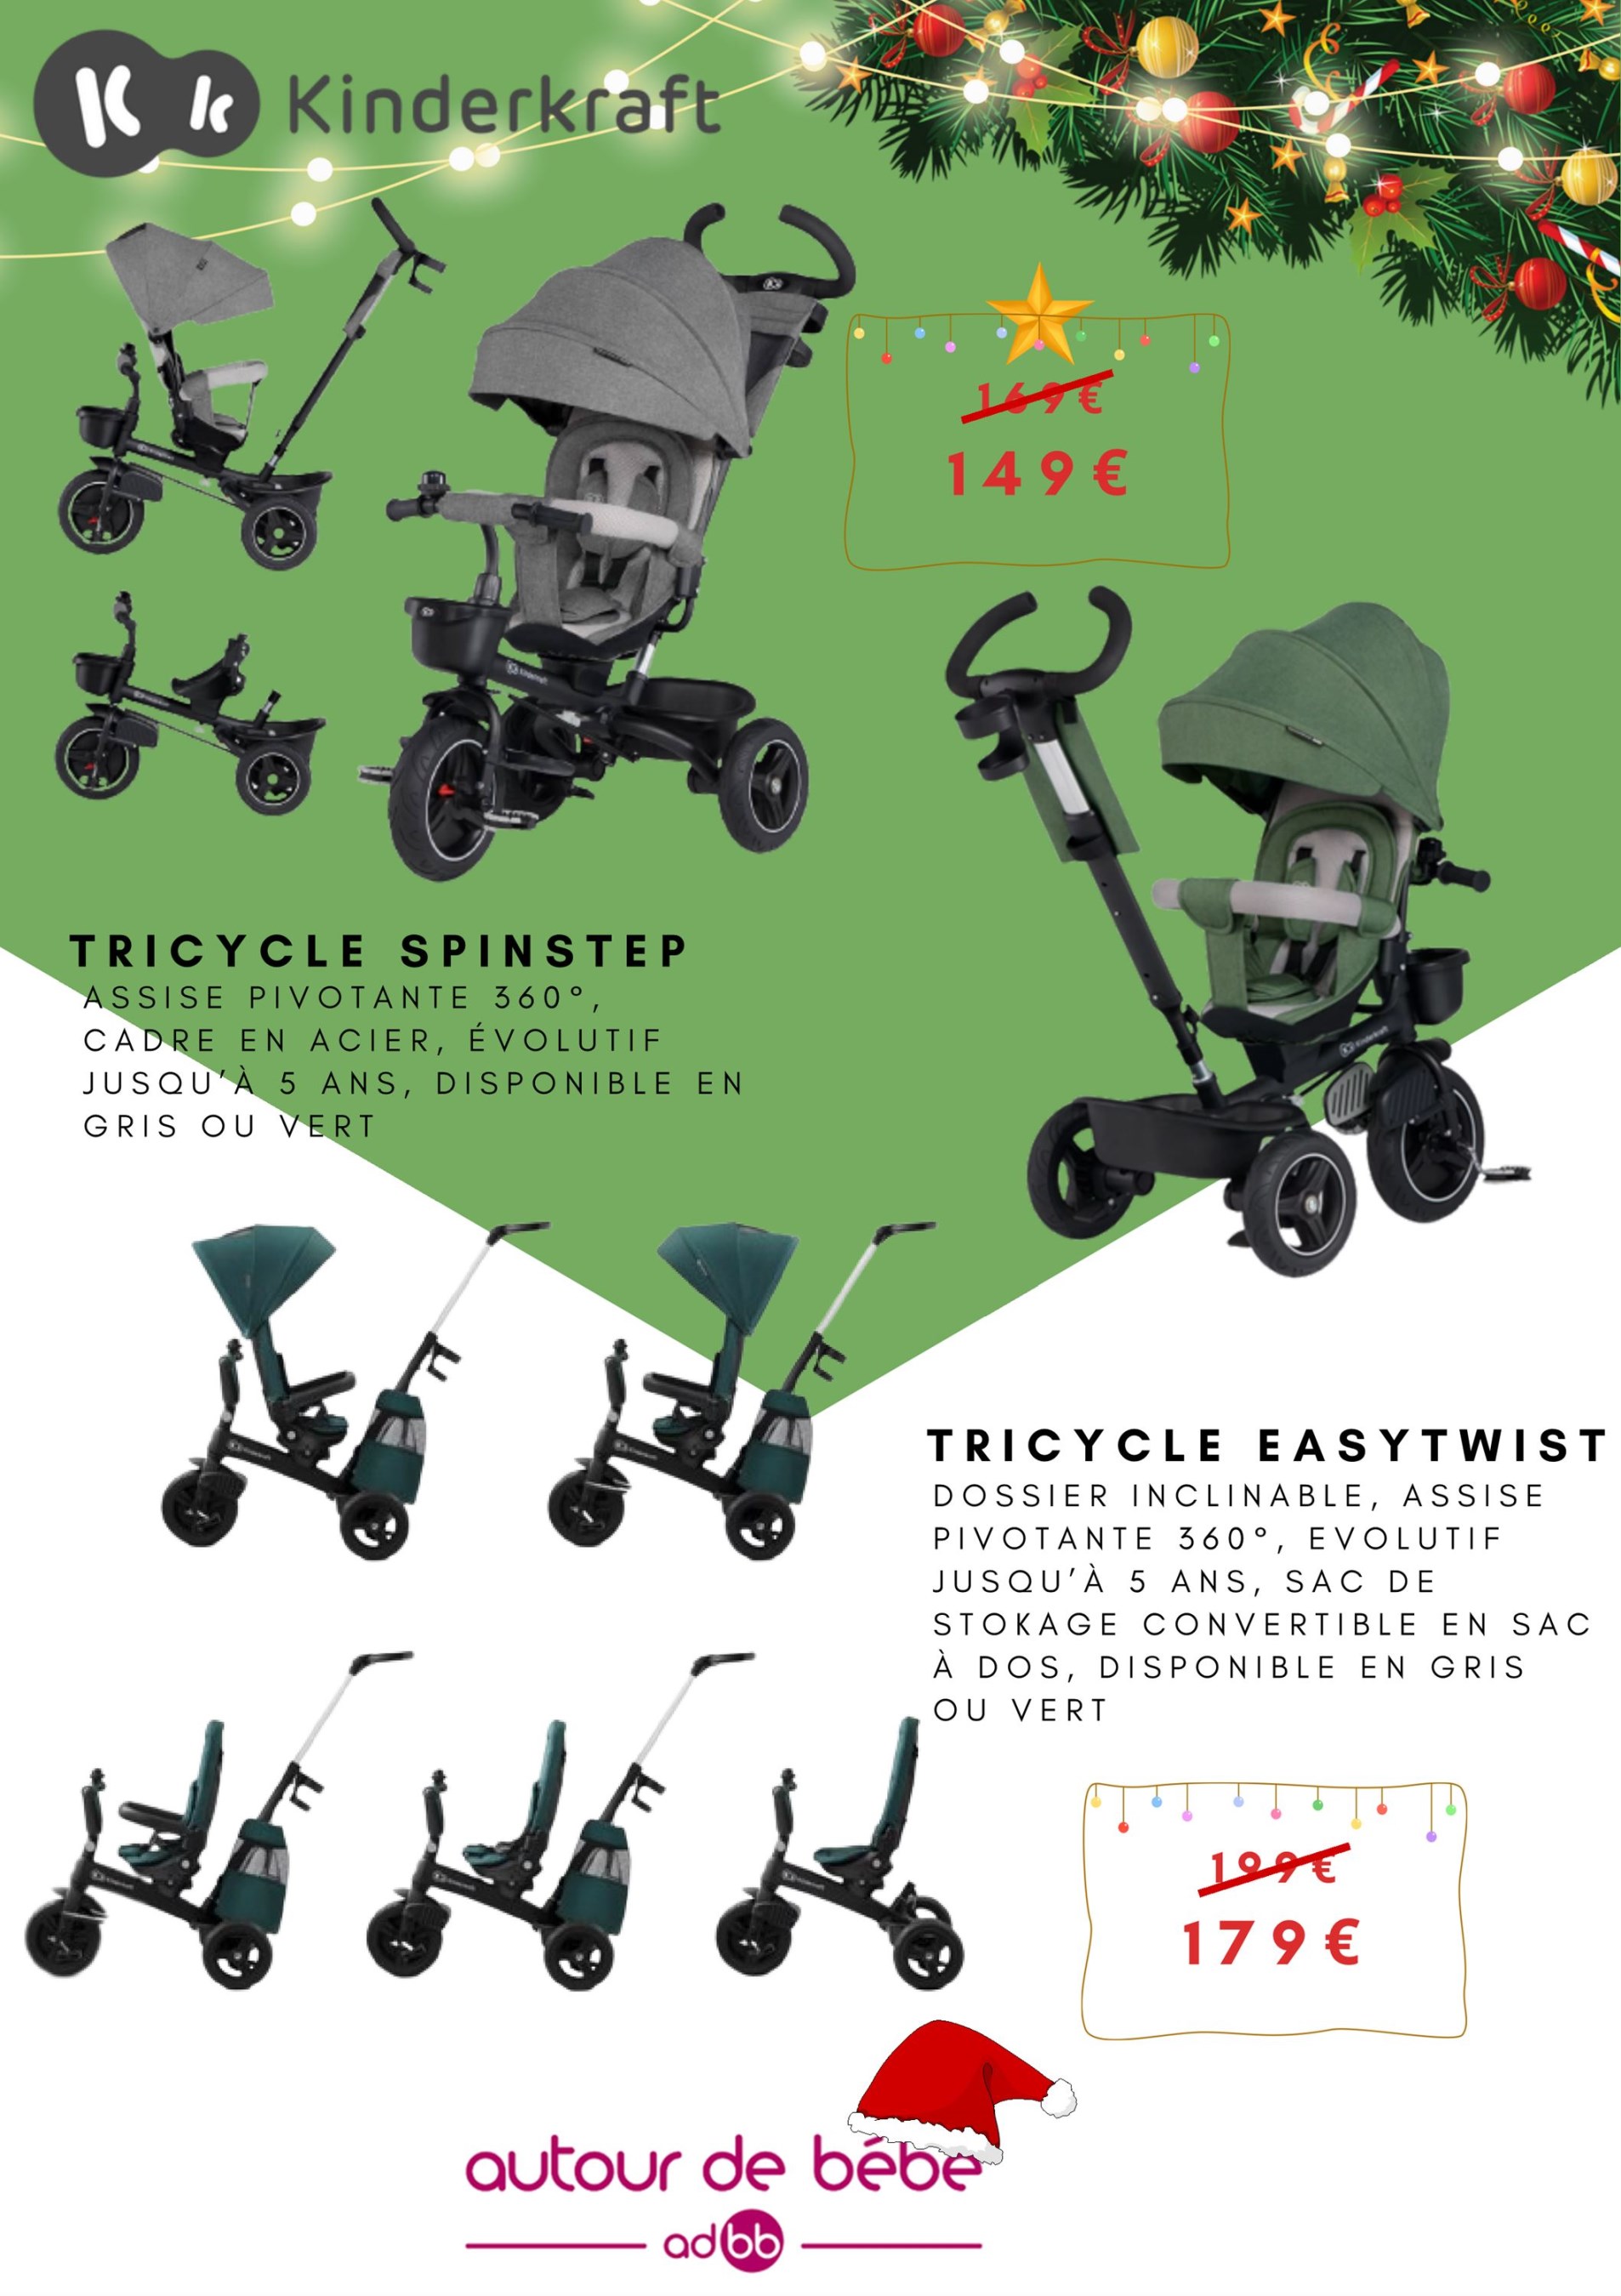 Kk Kinderkraft
169€
149€
TRICYCLE SPINSTEP
ASSISE PIVOTANTE 360°,
CADRE EN ACIER, ÉVOLUTIF
JUSQU'À 5 ANS, DISPONIBLE EN
GRIS OU VERT
TRICYCLE EASYTWIST
DOSSIER INCLINABLE, ASSISE
PIVOTANTE 360°, EVOLUTIF
JUSQU'À 5 ANS, SAC DE
STOKAGE CONVERTIBLE EN SAC
À DOS, DISPONIBLE EN GRIS
OU VERT
199€
179€
autour de bébé
adbb